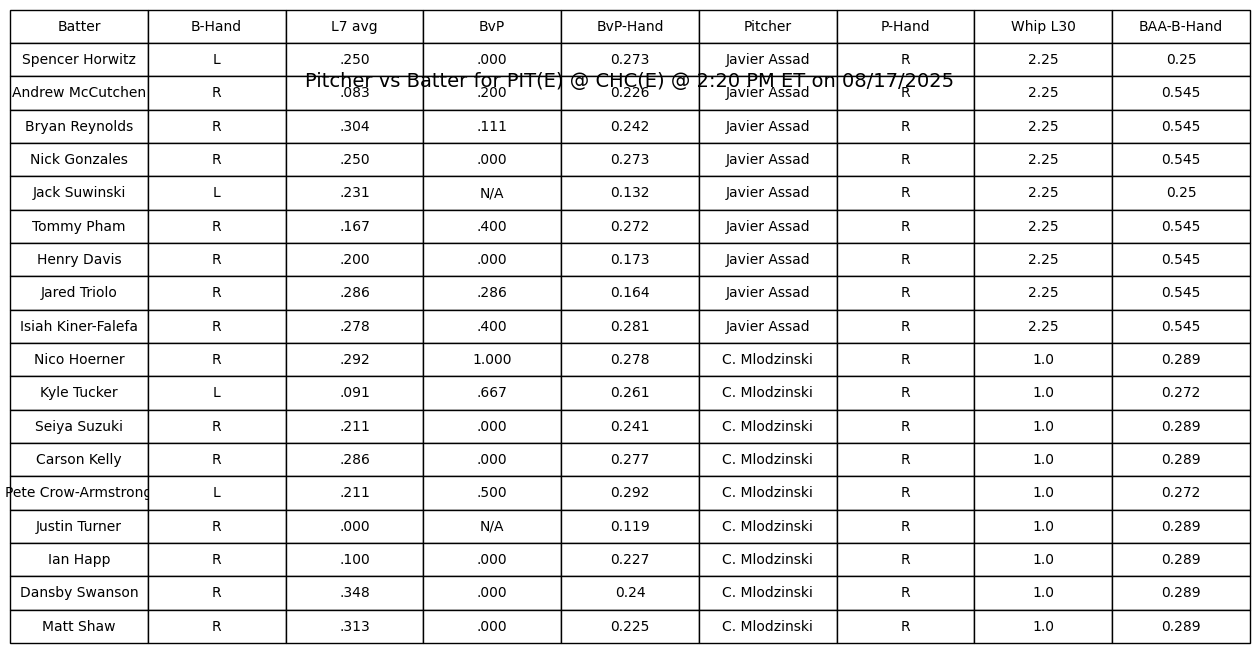 Batter B-Hand L7 avg BvP BvP-Hand Pitcher P-Hand Whip L30 BAA-B-Hand
Spencer Horwitz L .250 .000 0.273 Javier Assad R 2.25 0.25
Pitcher vs Batter for PIT(E) @ CHC(E) @ 2:20 PM ET on 08/17/2025
Andrew McCutchen R .083 .200 0.226 Javier Assad R 2.25 0.545
Bryan Reynolds R .304 .111 0.242 Javier Assad R 2.25 0.545
Nick Gonzales R .250 .000 0.273 Javier Assad R 2.25 0.545
Jack Suwinski L .231 N/A 0.132 Javier Assad R 2.25 0.25
Tommy Pham R .167 .400 0.272 Javier Assad R 2.25 0.545
Henry Davis R .200 .000 0.173 Javier Assad R 2.25 0.545
Jared Triolo R .286 .286 0.164 Javier Assad R 2.25 0.545
Isiah Kiner-Falefa R .278 .400 0.281 Javier Assad R 2.25 0.545
Nico Hoerner R .292 1.000 0.278 C. Mlodzinski R 1.0 0.289
Kyle Tucker L .091 .667 0.261 C. Mlodzinski R 1.0 0.272
Seiya Suzuki R .211 .000 0.241 C. Mlodzinski R 1.0 0.289
Carson Kelly R .286 .000 0.277 C. Mlodzinski R 1.0 0.289
Pete Crow-Armstrong L .211 .500 0.292 C. Mlodzinski R 1.0 0.272
Justin Turner R .000 N/A 0.119 C. Mlodzinski R 1.0 0.289
Ian Happ R .100 .000 0.227 C. Mlodzinski R 1.0 0.289
Dansby Swanson R .348 .000 0.24 C. Mlodzinski R 1.0 0.289
Matt Shaw R .313 .000 0.225 C. Mlodzinski R 1.0 0.289